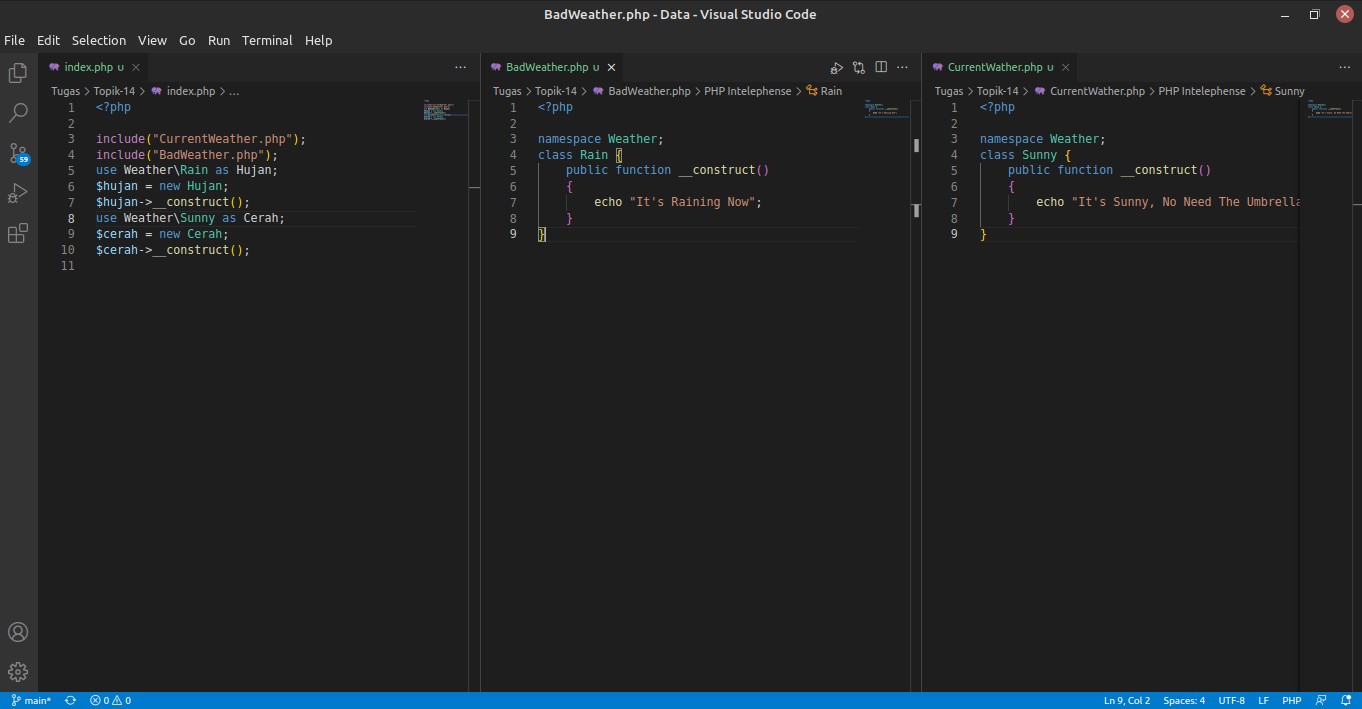 BadWeather.php - Data - Visual Studio Code
File Edit Selection View Go Run Terminal Help
index.php U
Tugas > Topik-14 > index.php > ...
1 <?php
2
3 include("CurrentWeather.php");
4 include("BadWeather.php");
5 use Weather\Rain as Hujan;
6 $hujan = new Hujan;
7 $hujan->__construct();
8 use Weather\Sunny as Cerah;
9 $cerah = new Cerah;
10 $cerah->__construct();
11
BadWeather.php U
Tugas > Topik-14 > BadWeather.php > PHP Intelephense > Rain
1 <?php
2
3 namespace Weather;
4 class Rain {
5 public function __construct()
6 {
7 echo "It's Raining Now";
8 }
9 }
CurrentWather.php U
Tugas > Topik-14 > CurrentWather.php > PHP Intelephense > Sunny
1 <?php
2
3 namespace Weather;
4 class Sunny {
5 public function __construct()
6 {
7 echo "It's Sunny, No Need The Umbrella
8 }
9 }
59
main* 0 0 Ln 9, Col 2 Spaces: 4 UTF-8 LF PHP